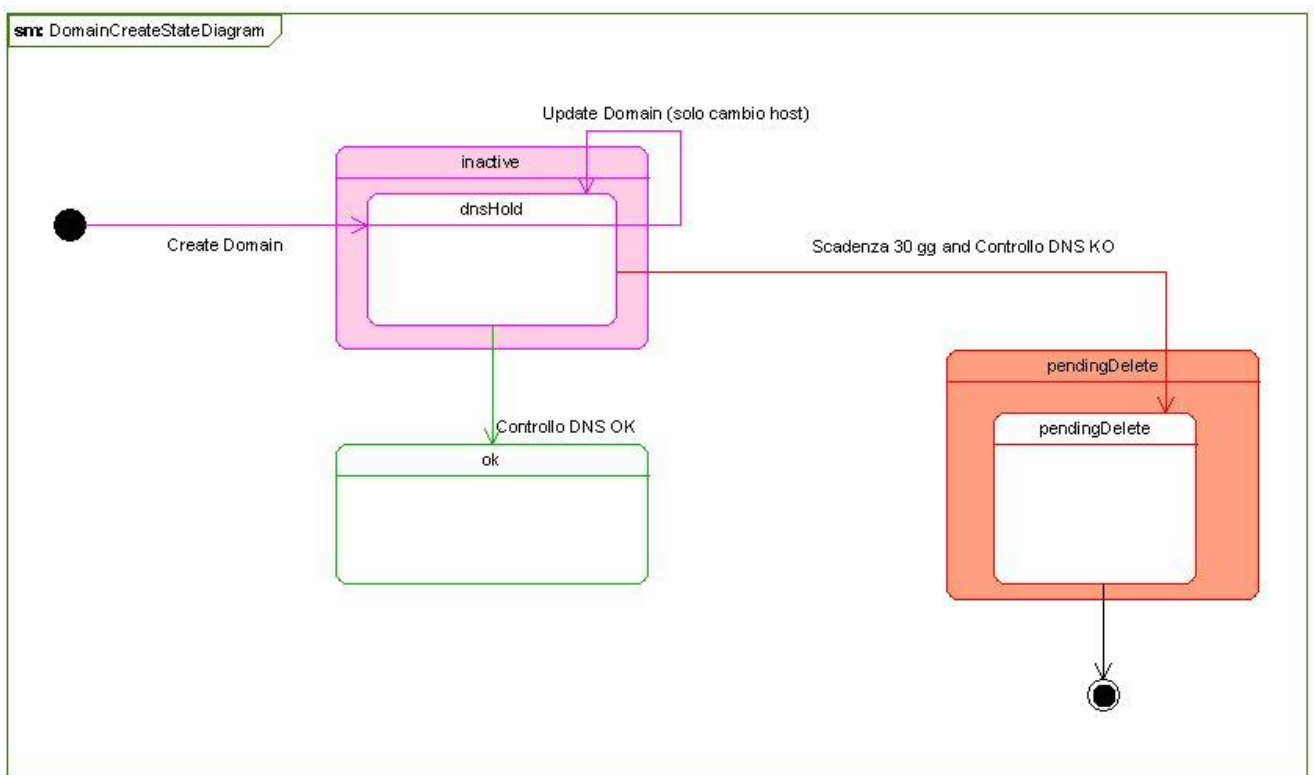 sm: DomainCreateStateDiagram
Update Domain (solo cambio host)
inactive
dnsHold
Create Domain
Scadenza 30 gg and Controllo DNS KO
pendingDelete
pendingDelete
Controllo DNS OK
ok